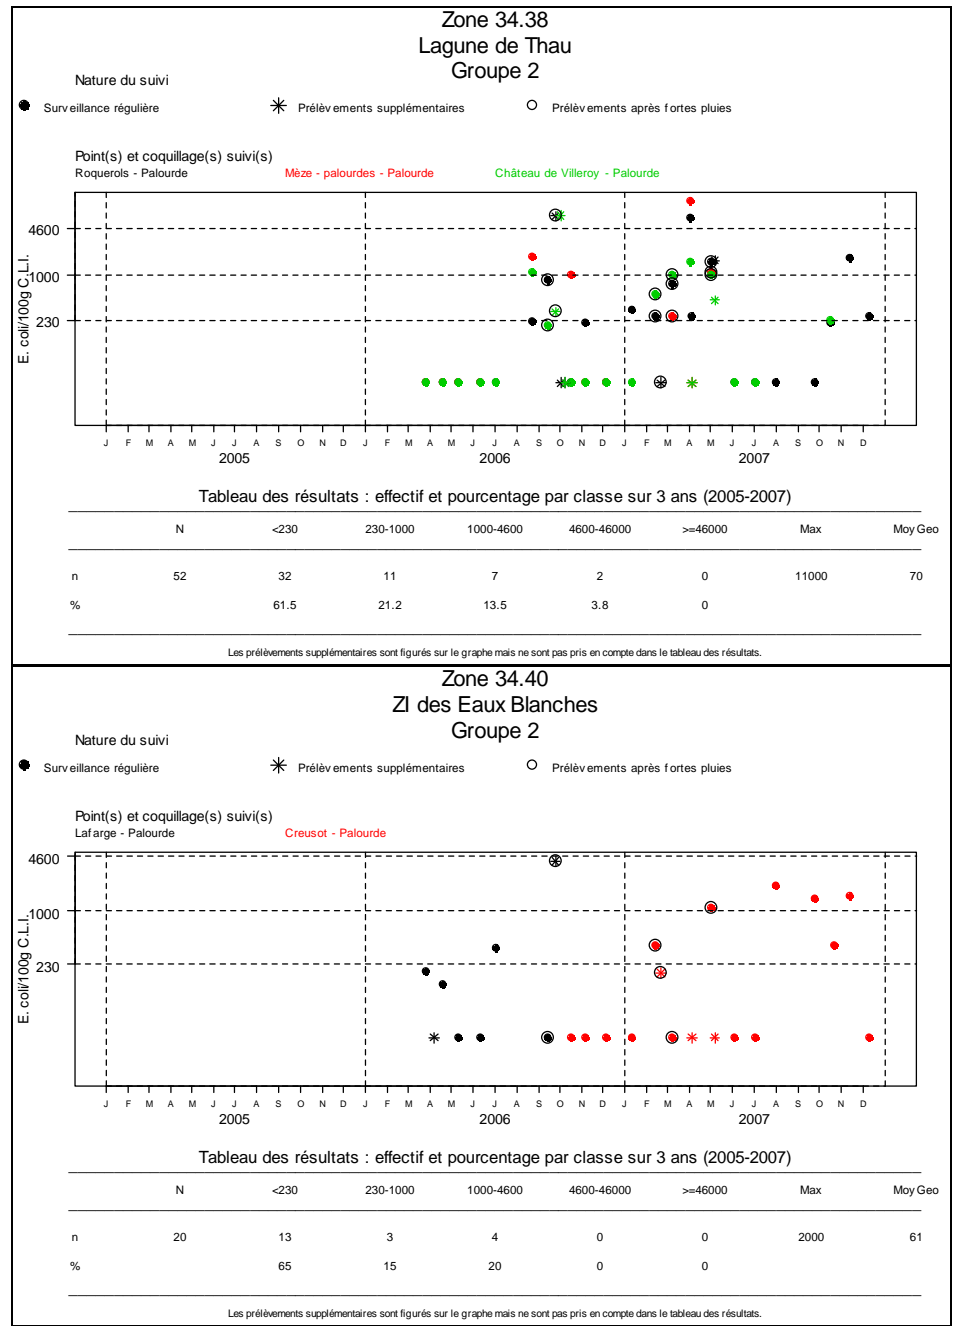 Zone 34.38
Lagune de Thau
Groupe 2
Nature du suivi
Surveillance régulière Prélèvements supplémentaires Prélèvements après fortes pluies
Point(s) et coquillage(s) suivi(s)
Roquerols - Palourde Mèze - palourdes - Palourde Château de Villeroy - Palourde
4600
1000
230
E. coli/100g C.L.I.
J F M A M J J A S O N D J F M A M J J A S O N D J F M A M J J A S O N D
2005 2006 2007
Tableau des résultats : effectif et pourcentage par classe sur 3 ans (2005-2007)
N <230 230-1000 1000-4600 4600-46000 >=46000 Max Moy Geo
n 52 32 11 7 2 0 11000 70
% 61.5 21.2 13.5 3.8 0
Les prélèvements supplémentaires sont figurés sur le graphe mais ne sont pas pris en compte dans le tableau des résultats.
Zone 34.40
ZI des Eaux Blanches
Groupe 2
Nature du suivi
Surveillance régulière Prélèvements supplémentaires Prélèvements après fortes pluies
Point(s) et coquillage(s) suivi(s)
Lafarge - Palourde Creusot - Palourde
4600
1000
230
E. coli/100g C.L.I.
J F M A M J J A S O N D J F M A M J J A S O N D J F M A M J J A S O N D
2005 2006 2007
Tableau des résultats : effectif et pourcentage par classe sur 3 ans (2005-2007)
N <230 230-1000 1000-4600 4600-46000 >=46000 Max Moy Geo
n 20 13 3 4 0 0 2000 61
% 65 15 20 0 0
Les prélèvements supplémentaires sont figurés sur le graphe mais ne sont pas pris en compte dans le tableau des résultats.